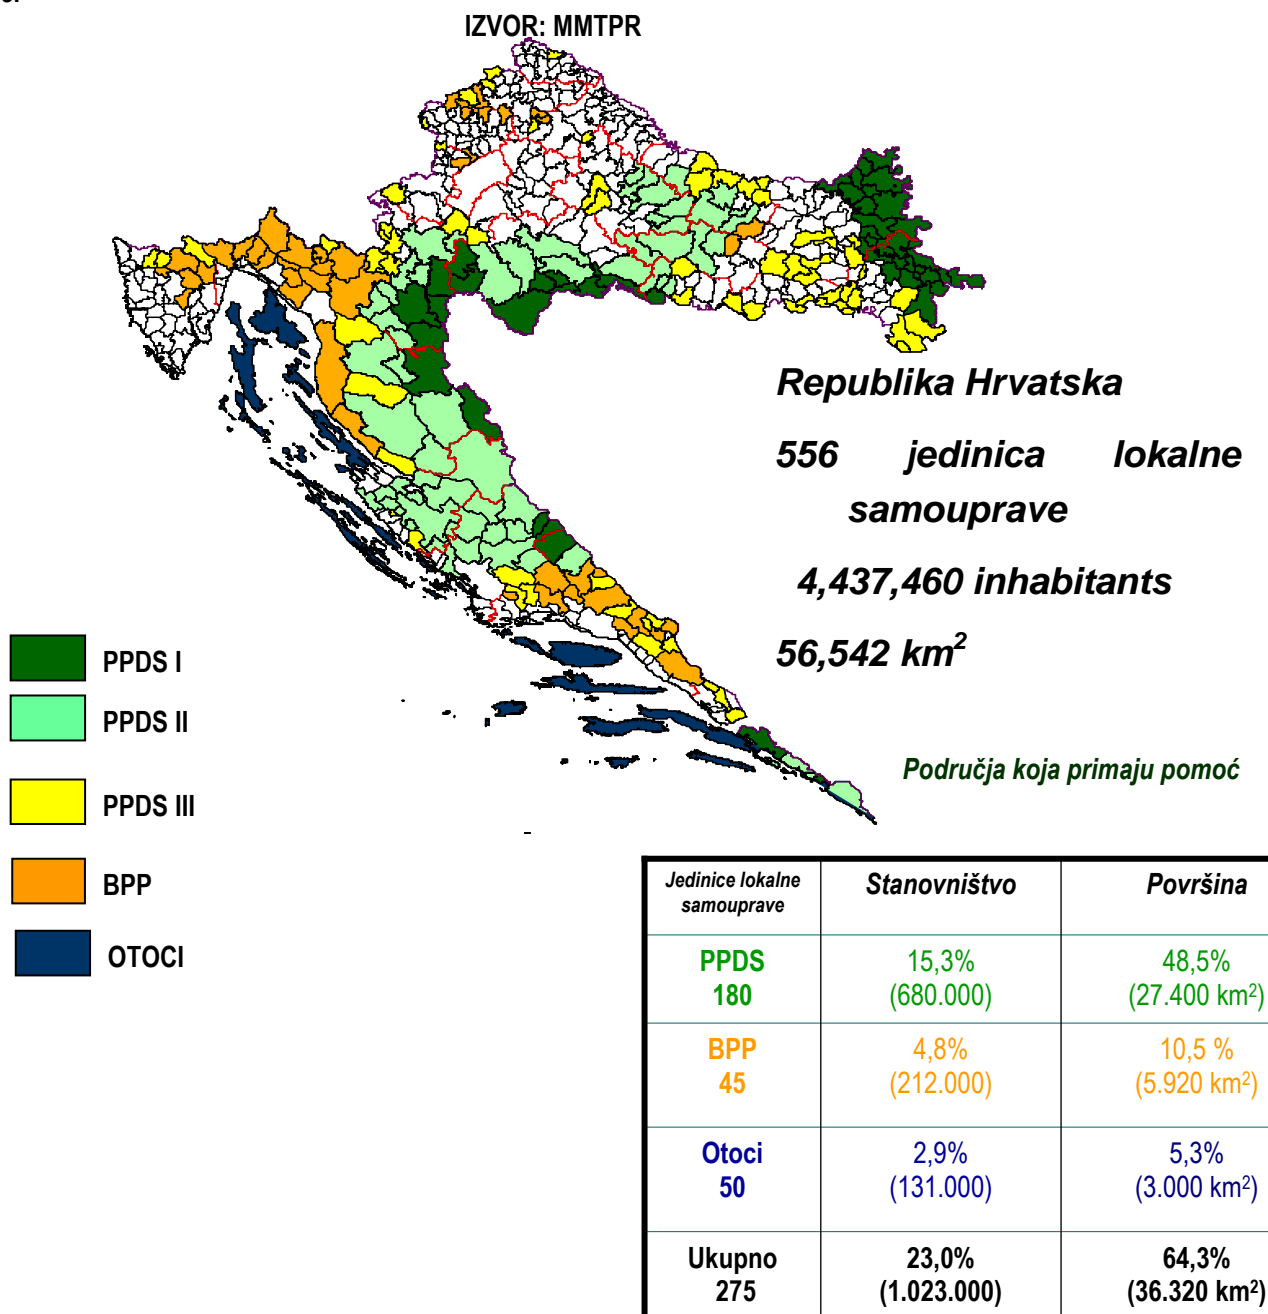 IZVOR: MMTPR
Republika Hrvatska
556 jedinica lokalne
samouprave
4,437,460 inhabitants
56,542 km²
PPDS I
PPDS II
PPDS III
BPP
OTOCI
Područja koja primaju pomoć
Jedinice lokalne samouprave Stanovništvo Površina
PPDS 15,3% 48,5%
180 (680.000) (27.400 km²)
BPP 4,8% 10,5 %
45 (212.000) (5.920 km²)
Otoci 2,9% 5,3%
50 (131.000) (3.000 km²)
Ukupno 23,0% 64,3%
275 (1.023.000) (36.320 km²)